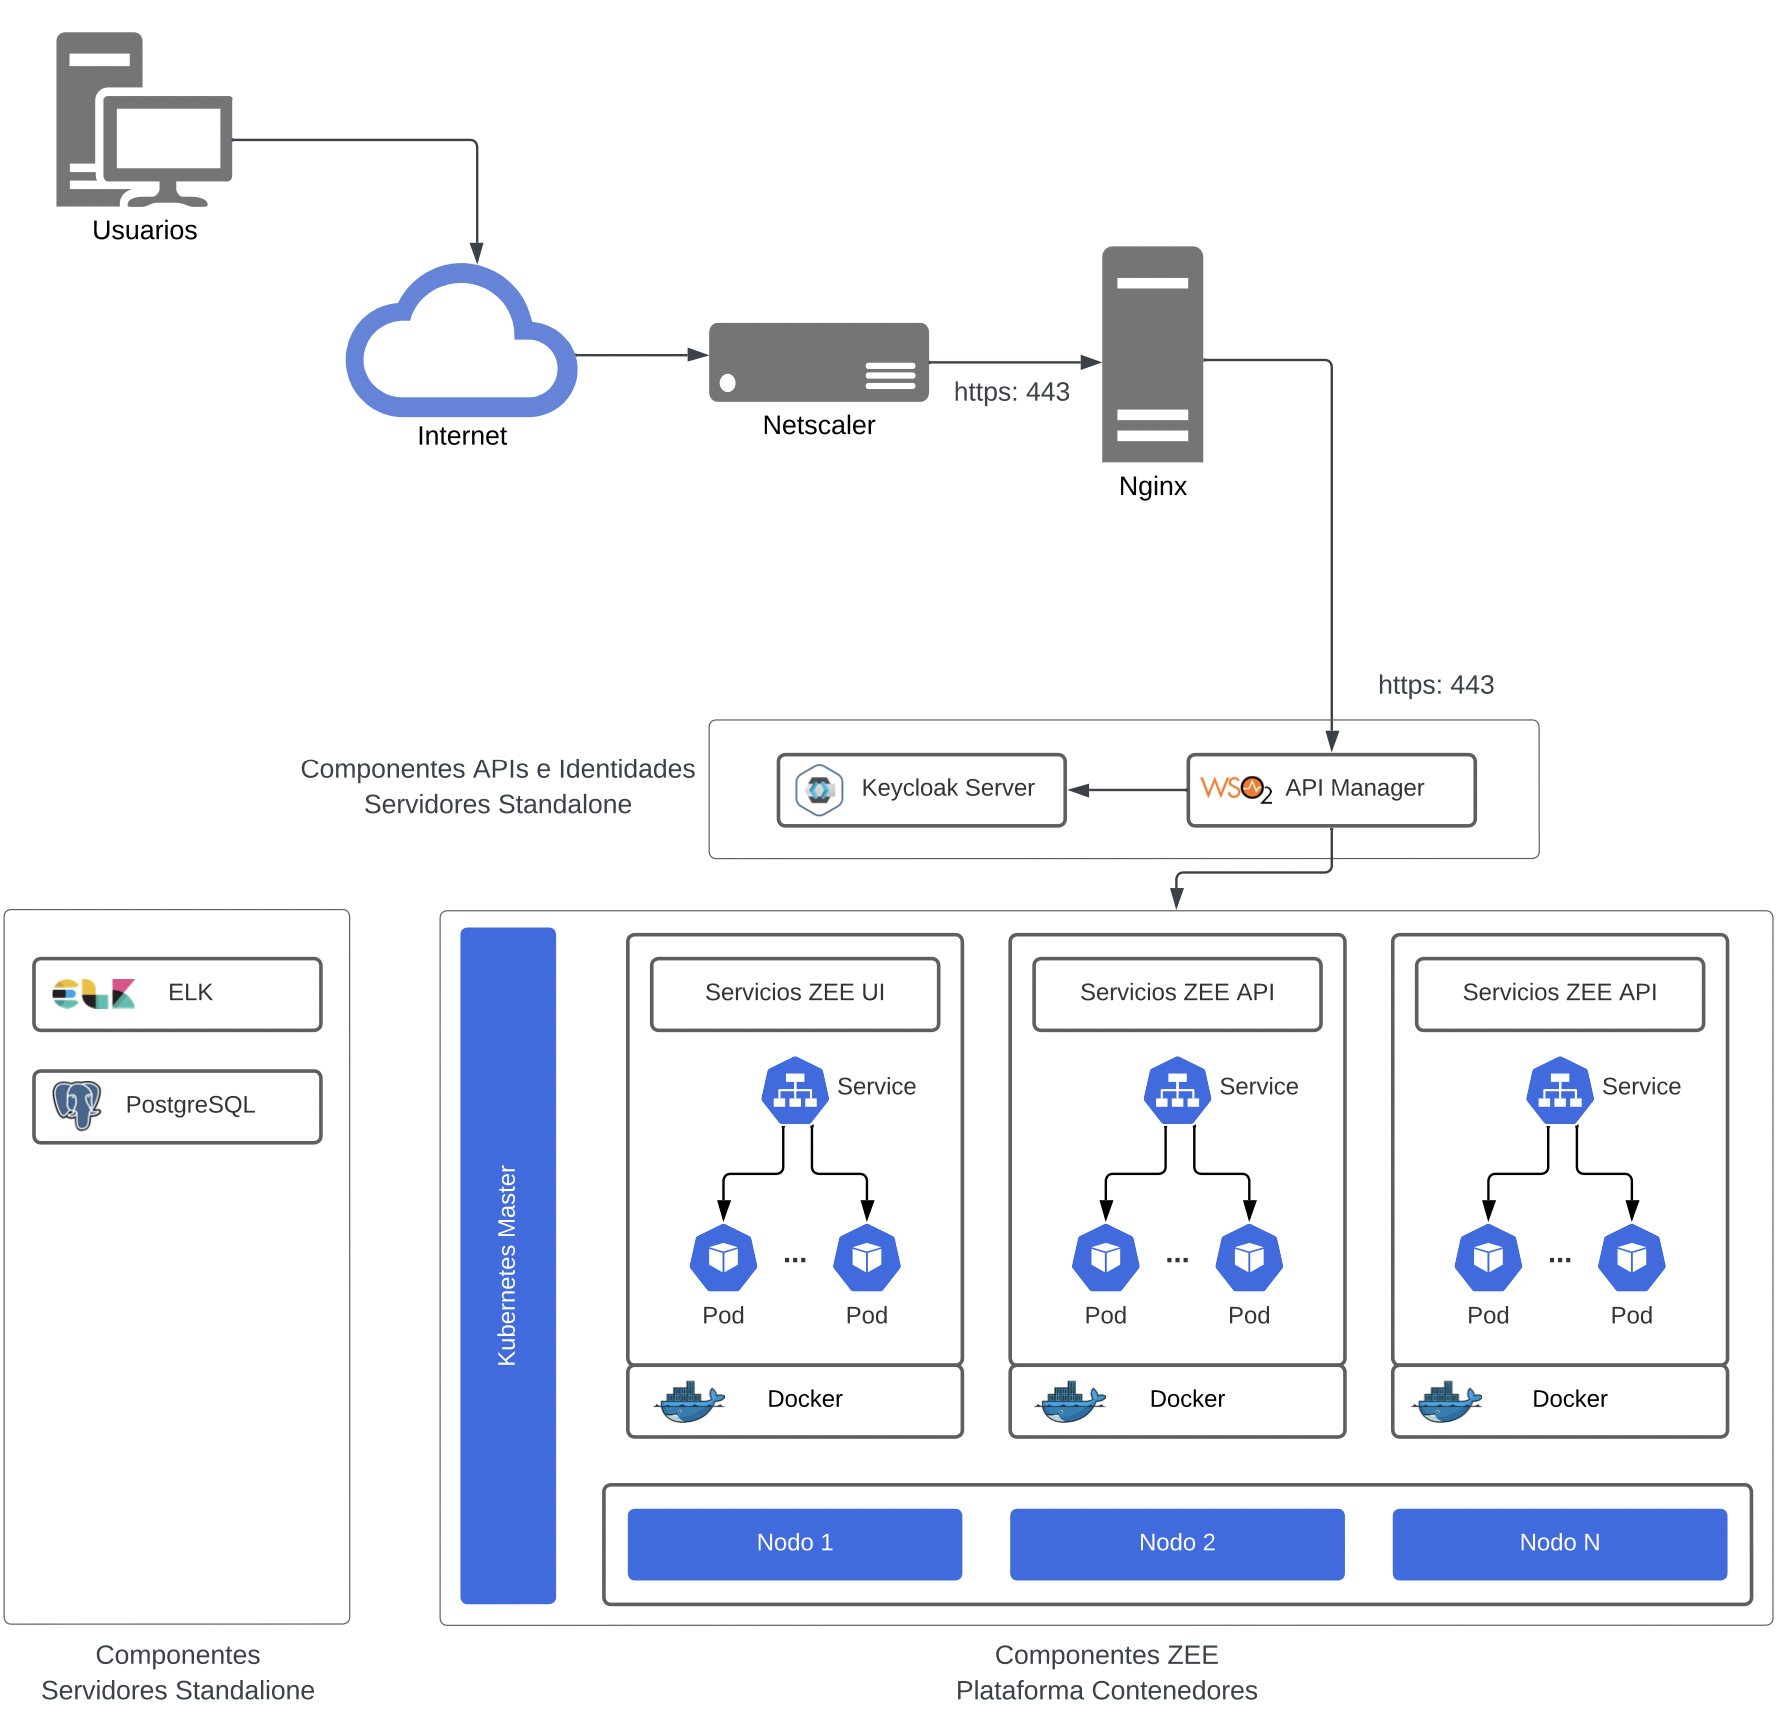 Usuarios
Internet
Netscaler
https: 443
Nginx
https: 443
Componentes APIs e Identidades
Servidores Standalone
Keycloak Server
WSO2 API Manager
ELK ELK
PostgreSQL
Kubernetes Master
Servicios ZEE UI
Service
Pod
...
Pod
Docker
Servicios ZEE API
Service
Pod
...
Pod
Docker
Servicios ZEE API
Service
Pod
...
Pod
Docker
Nodo 1
Nodo 2
Nodo N
Componentes
Servidores Standalione
Componentes ZEE
Plataforma Contenedores